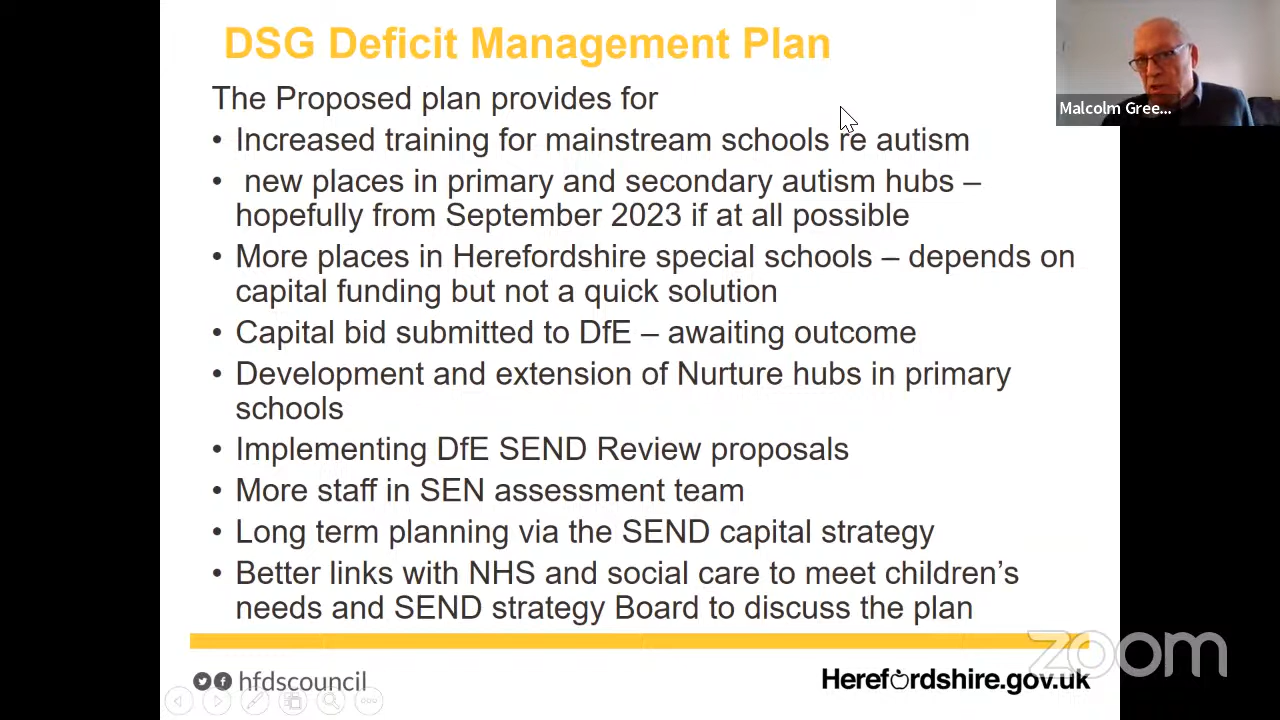 DSG Deficit Management Plan
The Proposed plan provides for
• Increased training for mainstream schools re autism
• new places in primary and secondary autism hubs –
hopefully from September 2023 if at all possible
• More places in Herefordshire special schools – depends on
capital funding but not a quick solution
• Capital bid submitted to DfE – awaiting outcome
• Development and extension of Nurture hubs in primary
schools
• Implementing DfE SEND Review proposals
• More staff in SEN assessment team
• Long term planning via the SEND capital strategy
• Better links with NHS and social care to meet children’s
needs and SEND strategy Board to discuss the plan
hfdscouncil
Herefordshire.gov.uk
Malcolm Gree...
zoom